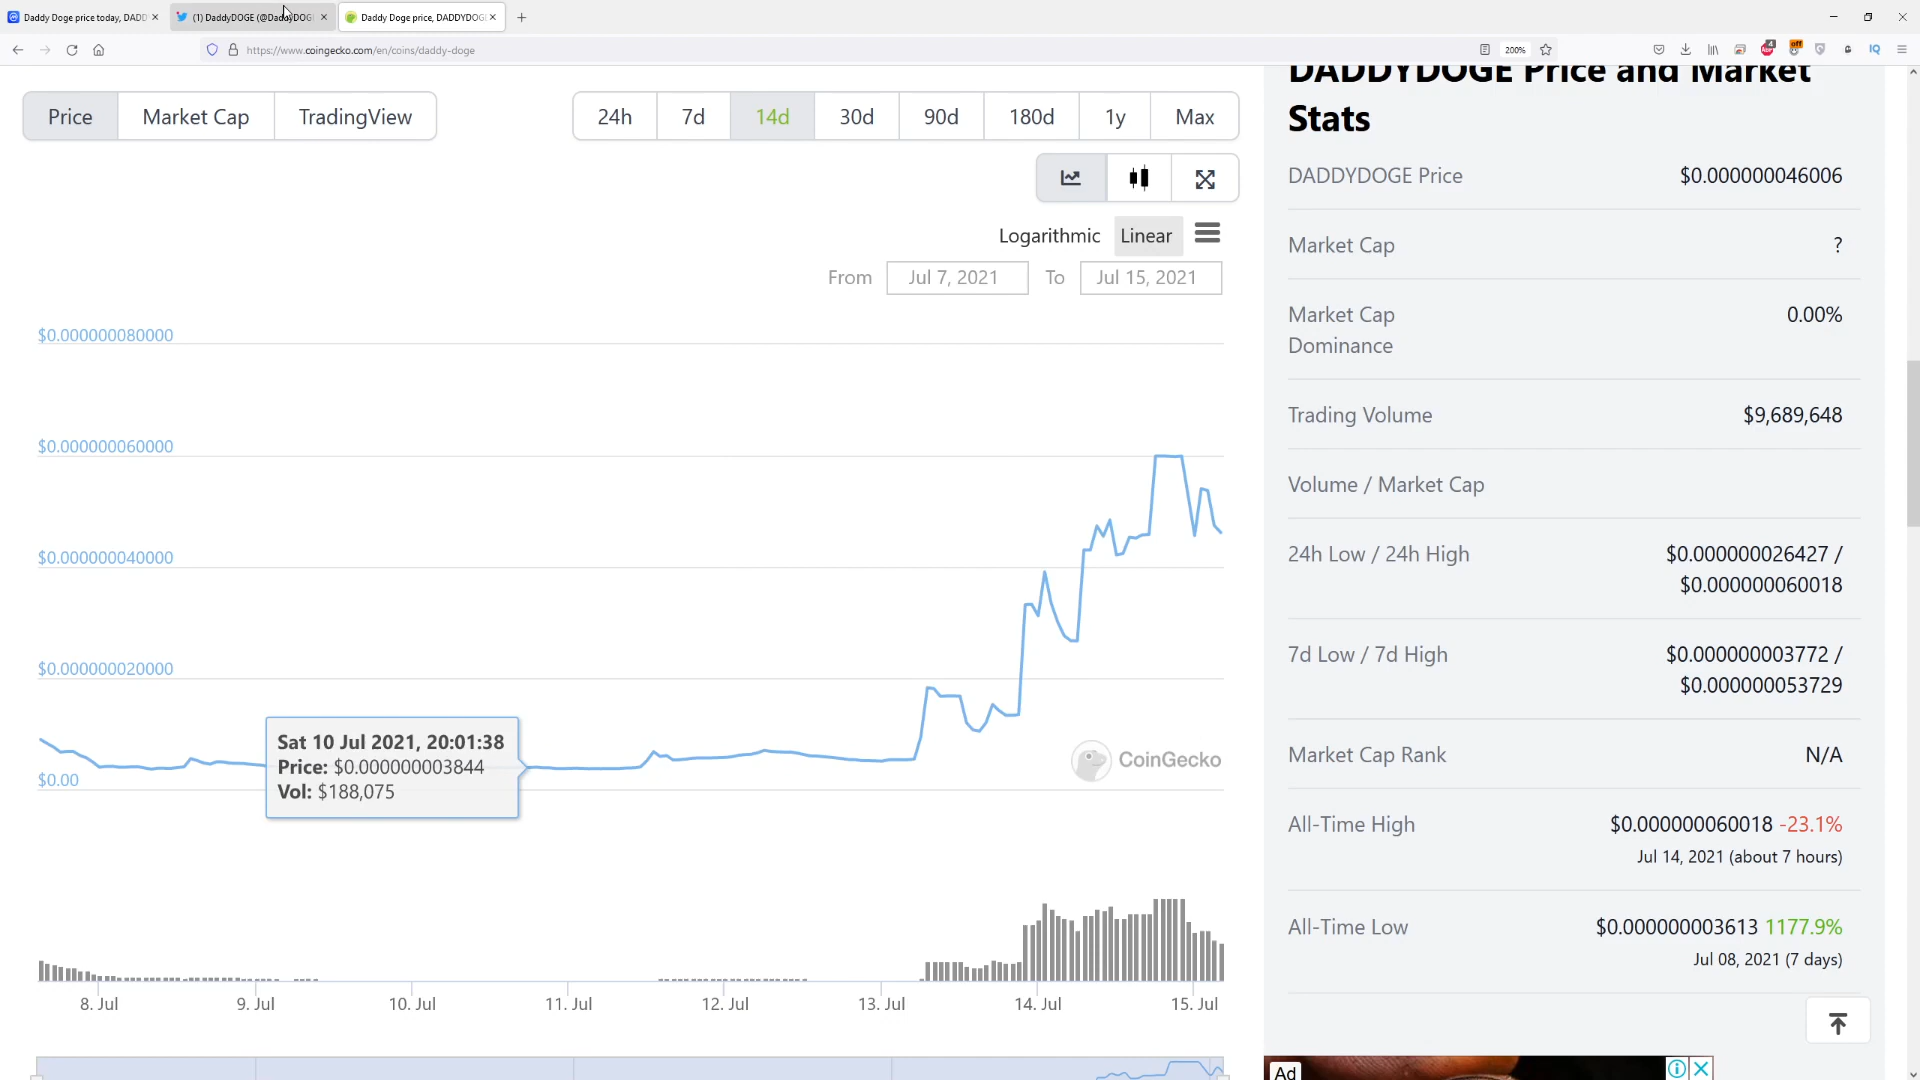 Daddy Doge price today, DADD
(1) DaddyDOGE (@DaddyDOGE
Daddy Doge price, DADDYDOGE
https://www.coingecko.com/en/coins/daddy-doge
200%
4
off
IQ
Price
Market Cap
TradingView
24h
7d
14d
30d
90d
180d
1y
Max
Logarithmic
Linear
From
Jul 7, 2021
To
Jul 15, 2021
$0.000000080000
$0.000000060000
$0.000000040000
$0.000000020000
$0.00
Sat 10 Jul 2021, 20:01:38
Price: $0.000000003844
Vol: $188,075
CoinGecko
8. Jul
9. Jul
10. Jul
11. Jul
12. Jul
13. Jul
14. Jul
15. Jul
DADDYDOGE Price and Market
Stats
DADDYDOGE Price
$0.000000046006
Market Cap
?
Market Cap
Dominance
0.00%
Trading Volume
$9,689,648
Volume / Market Cap
24h Low / 24h High
$0.000000026427 /
$0.000000060018
7d Low / 7d High
$0.000000003772 /
$0.000000053729
Market Cap Rank
N/A
All-Time High
$0.000000060018 -23.1%
Jul 14, 2021 (about 7 hours)
All-Time Low
$0.000000003613 1177.9%
Jul 08, 2021 (7 days)
Ad